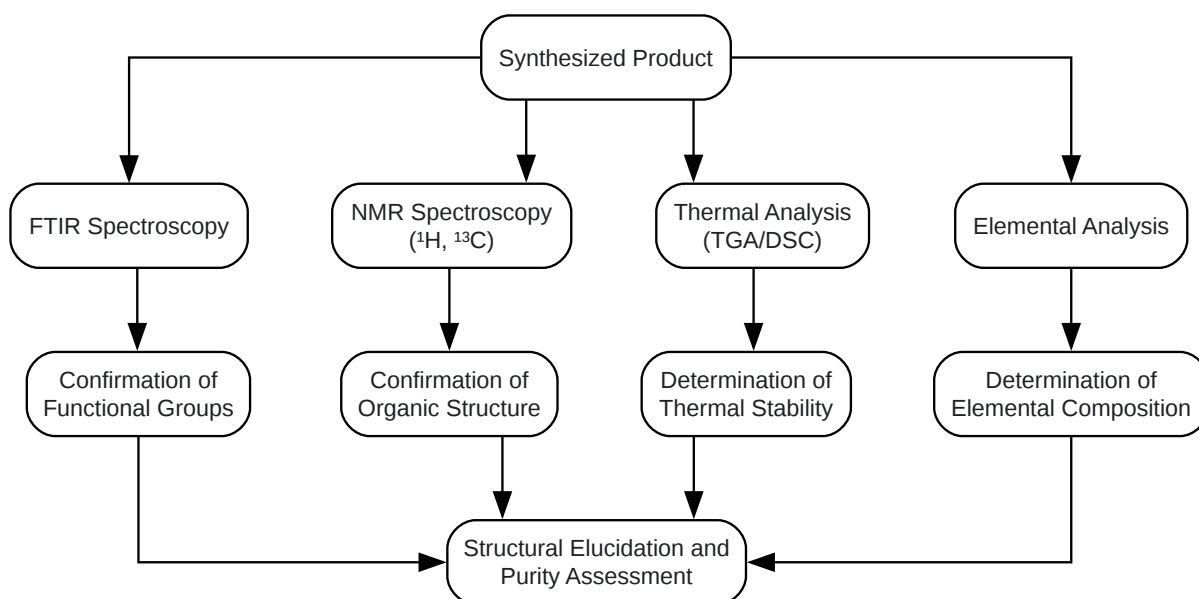 Synthesized Product
FTIR Spectroscopy
NMR Spectroscopy
(¹H, ¹³C)
Thermal Analysis
(TGA/DSC)
Elemental Analysis
Confirmation of
Functional Groups
Confirmation of
Organic Structure
Determination of
Thermal Stability
Determination of
Elemental Composition
Structural Elucidation and
Purity Assessment